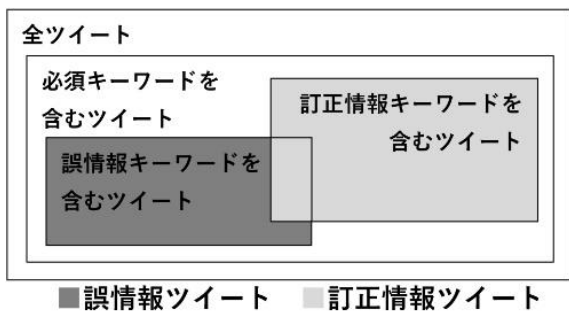 全ツイート
必須キーワードを
含むツイート
訂正情報キーワードを
含むツイート
誤情報キーワードを
含むツイート
誤情報ツイート
訂正情報ツイート